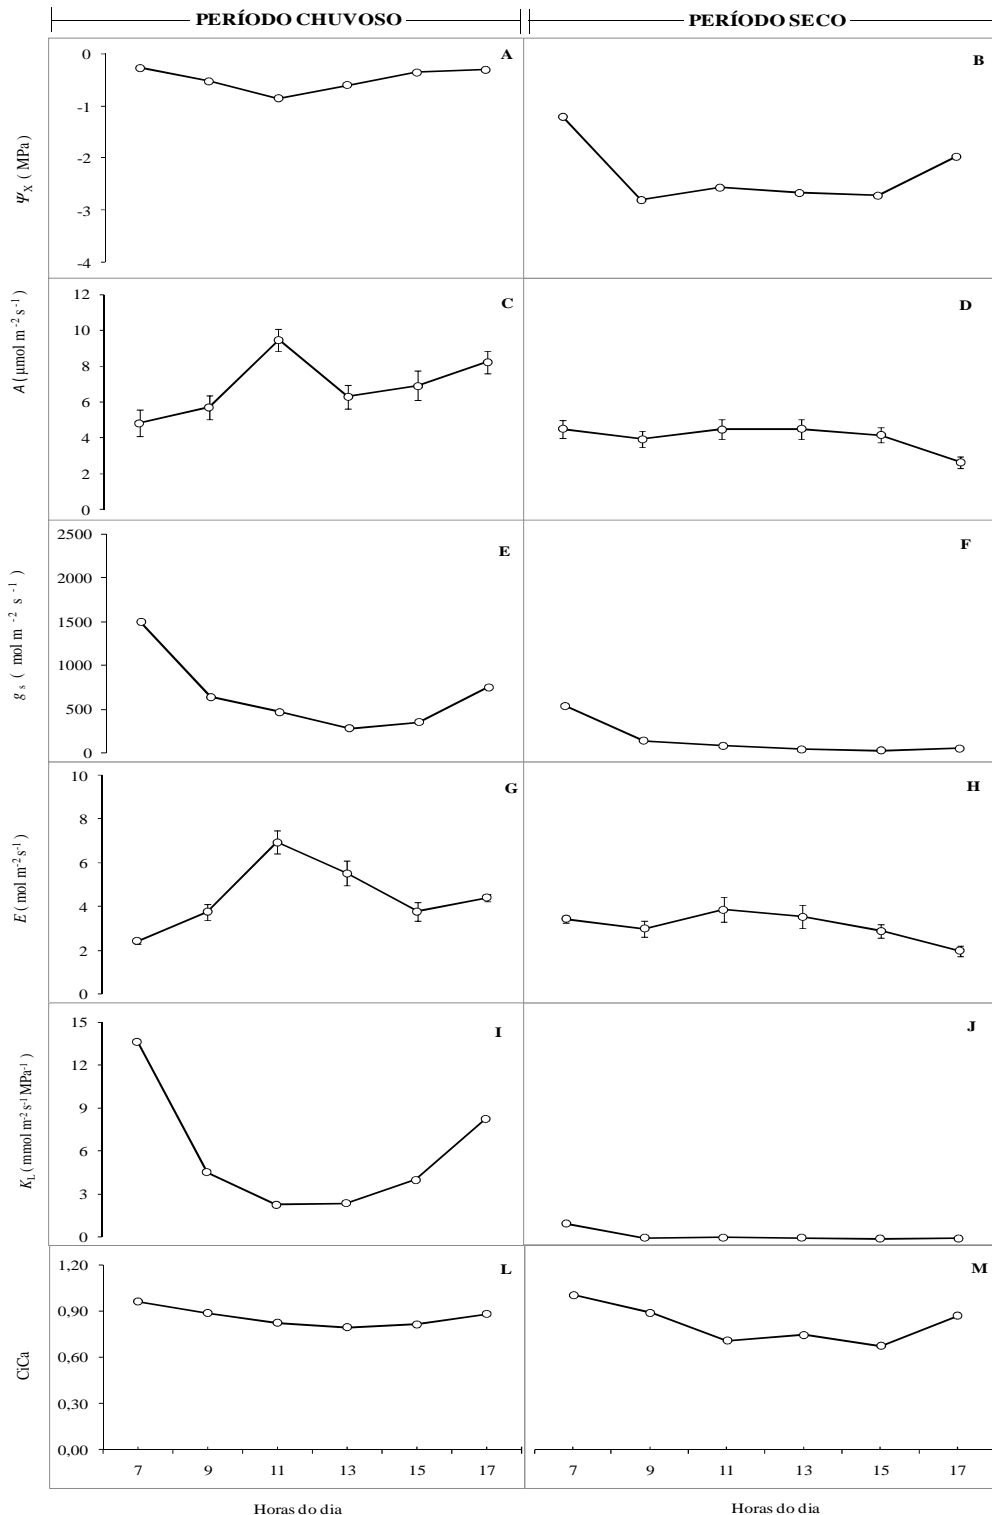 PERÍODO CHUVOSO
PERÍODO SECO
A
B
0
-1
-2
-3
-4
Ψx ( MPa)
C
D
12
10
8
6
4
2
0
A (µmol m-2 s-1)
E
F
2500
2000
1500
1000
500
0
g s ( mol m -2 s -1 )
G
H
10
8
6
4
2
0
E ( mol m-2 s-1)
I
J
15
12
9
6
3
0
KL ( mmol m-2 s-1 MPa-1 )
L
M
1,20
0,90
0,60
0,30
0,00
CiCa
7 9 11 13 15 17
7 9 11 13 15 17
Horas do dia
Horas do dia